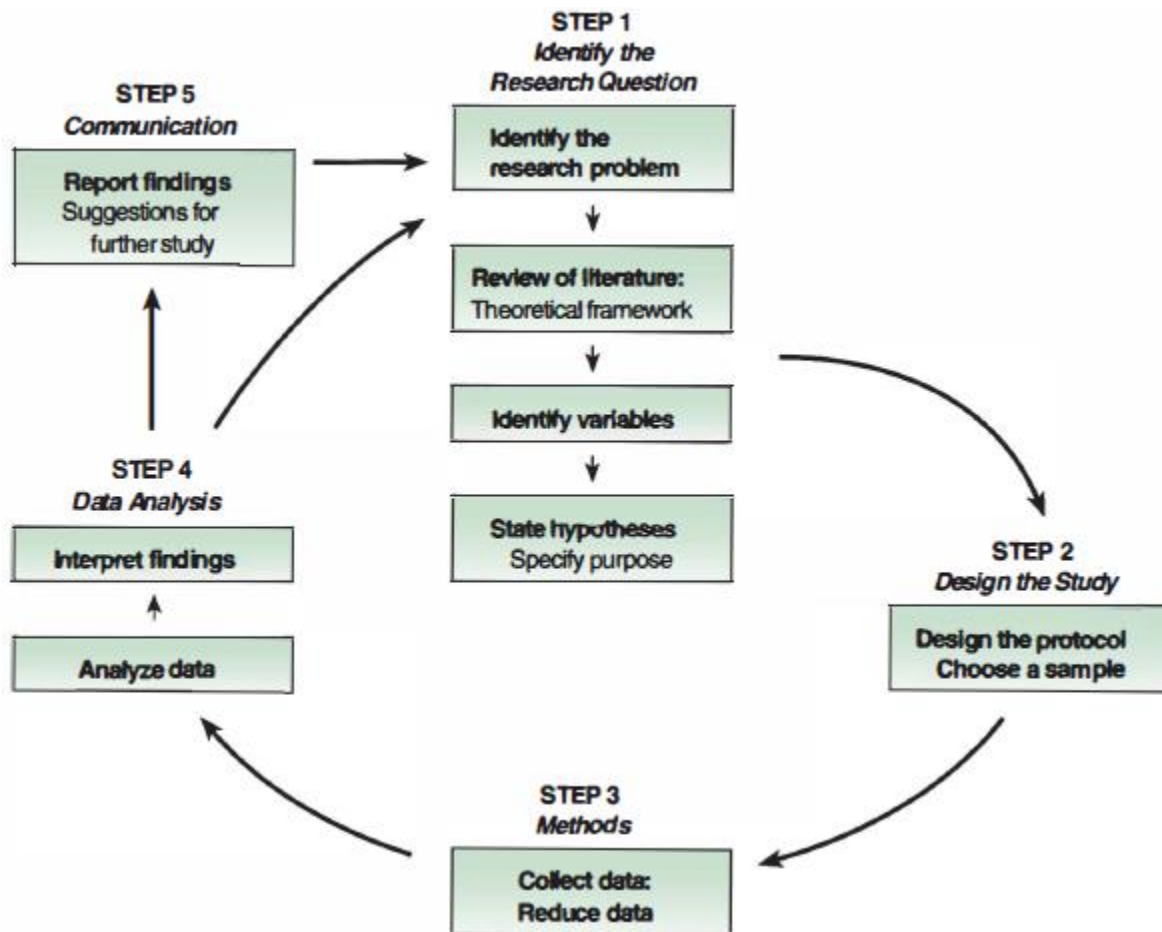 STEP 1
Identify the
Research Question
Identify the
research problem
Review of literature:
Theoretical framework
Identify variables
State hypotheses
Specify purpose
STEP 2
Design the Study
Design the protocol
Choose a sample
STEP 3
Methods
Collect data:
Reduce data
STEP 4
Data Analysis
Interpret findings
Analyze data
STEP 5
Communication
Report findings
Suggestions for
further study